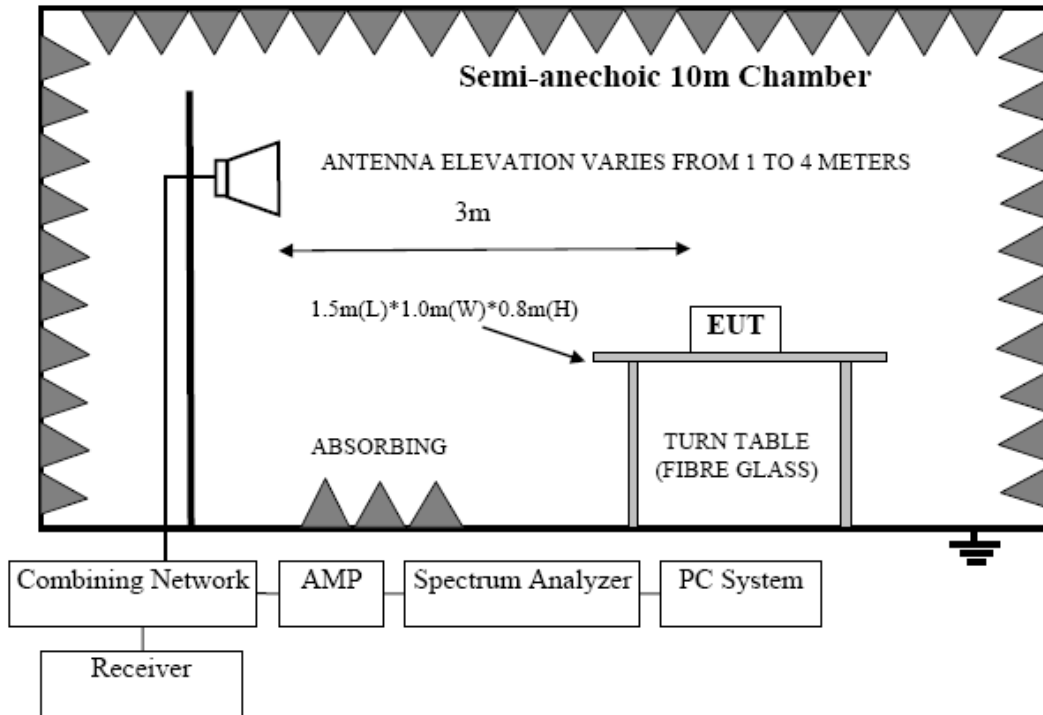 Semi-anechoic 10m Chamber
ANTENNA ELEVATION VARIES FROM 1 TO 4 METERS
3m
1.5m(L)*1.0m(W)*0.8m(H)
EUT
ABSORBING
TURN TABLE
(FIBRE GLASS)
Combining Network
AMP
Spectrum Analyzer
PC System
Receiver